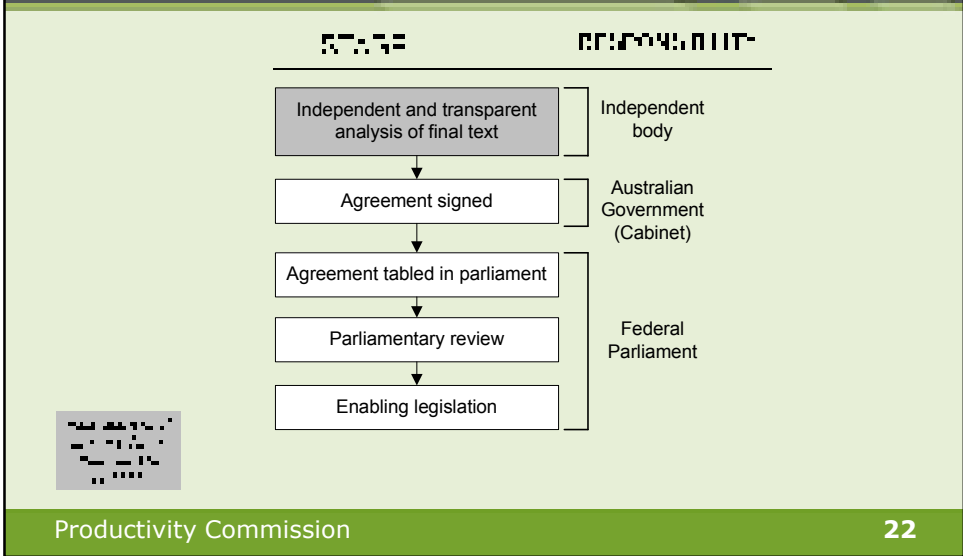 Independent and transparent
analysis of final text
Independent
body
Agreement signed
Australian
Government
(Cabinet)
Agreement tabled in parliament
Parliamentary review
Federal
Parliament
Enabling legislation
Productivity Commission
22